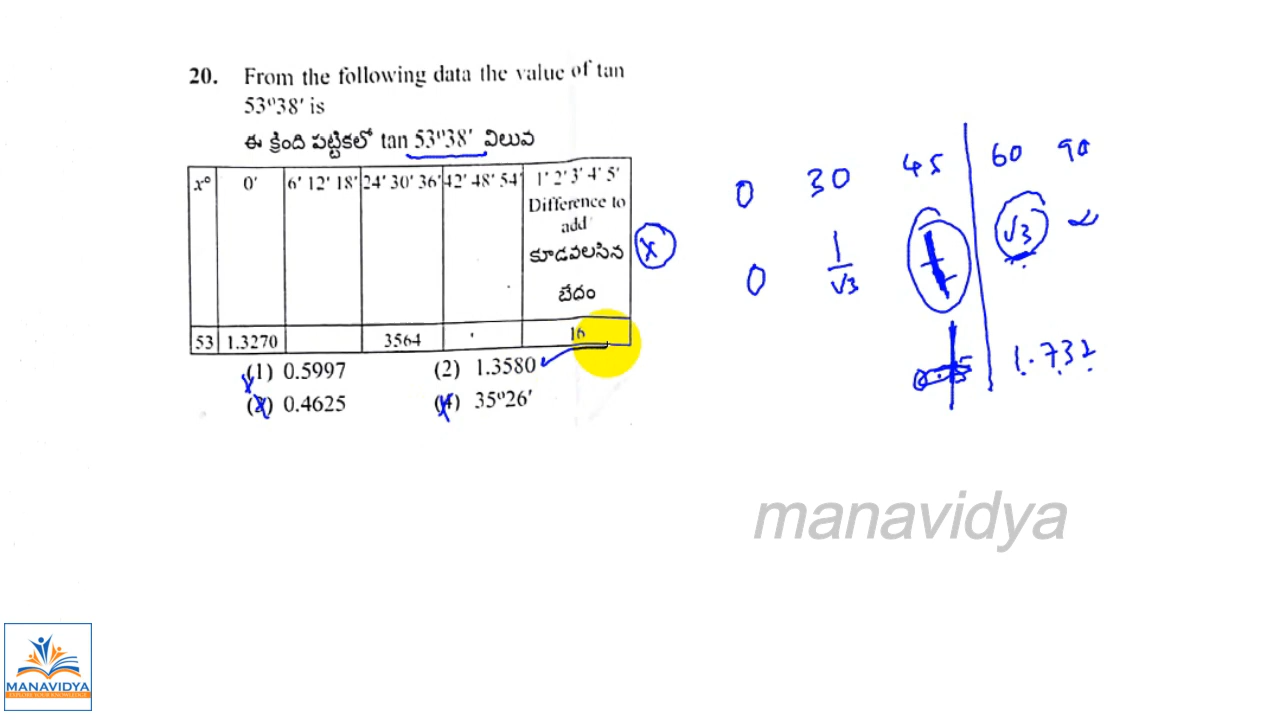 20. From the following data the value of tan
53°38′ is
ఈ క్రింది పట్టికలో tan 53°38′ విలువ
x° 0′ 6′ 12′ 18′ 24′ 30′ 36′ 42′ 48′ 54′ 1′ 2′ 3′ 4′ 5′
Difference to
add
కూడవలసిన
బేదం
53 1.3270 3564 16
(1) 0.5997 (2) 1.3580
(3) 0.4625 (4) 35°26′
x
0 30 45 60 90
0 1/√3 1 √3
1.732
manavidya
MANAVIDYA